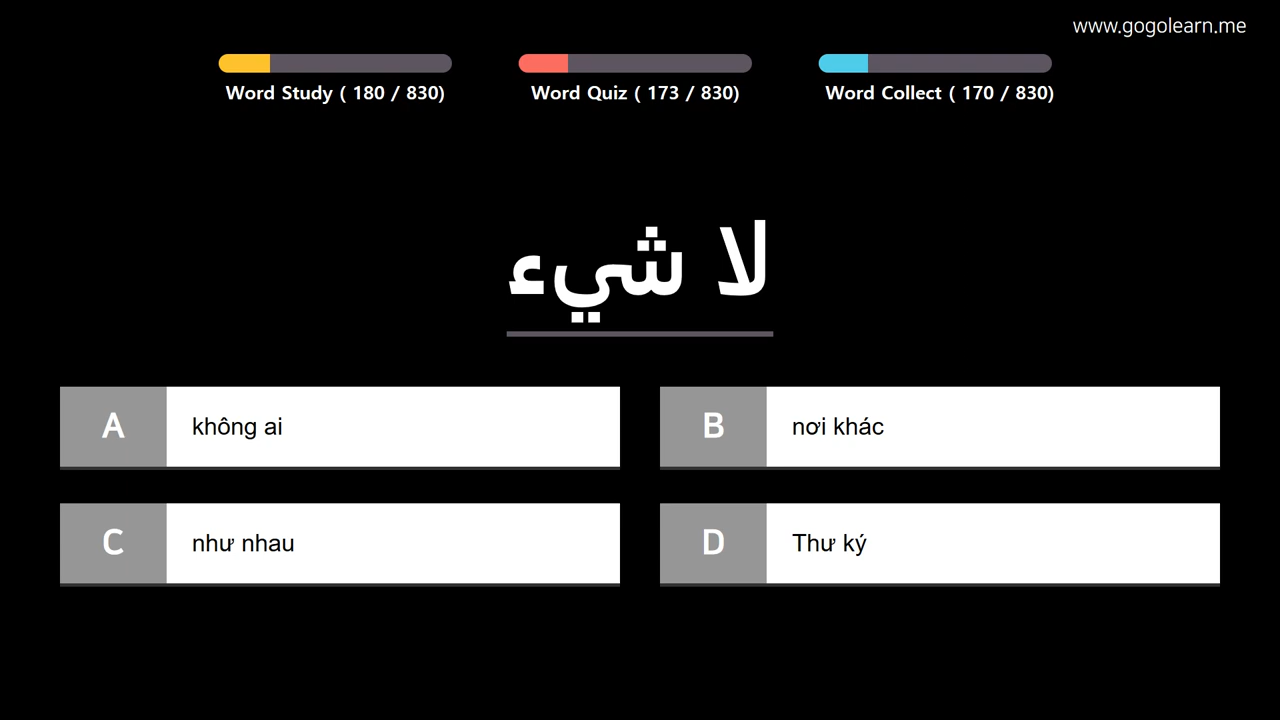 www.gogolearn.me
Word Study ( 180 / 830)
Word Quiz ( 173 / 830)
Word Collect ( 170 / 830)
لا شيء
A không ai
B nơi khác
C như nhau
D Thư ký